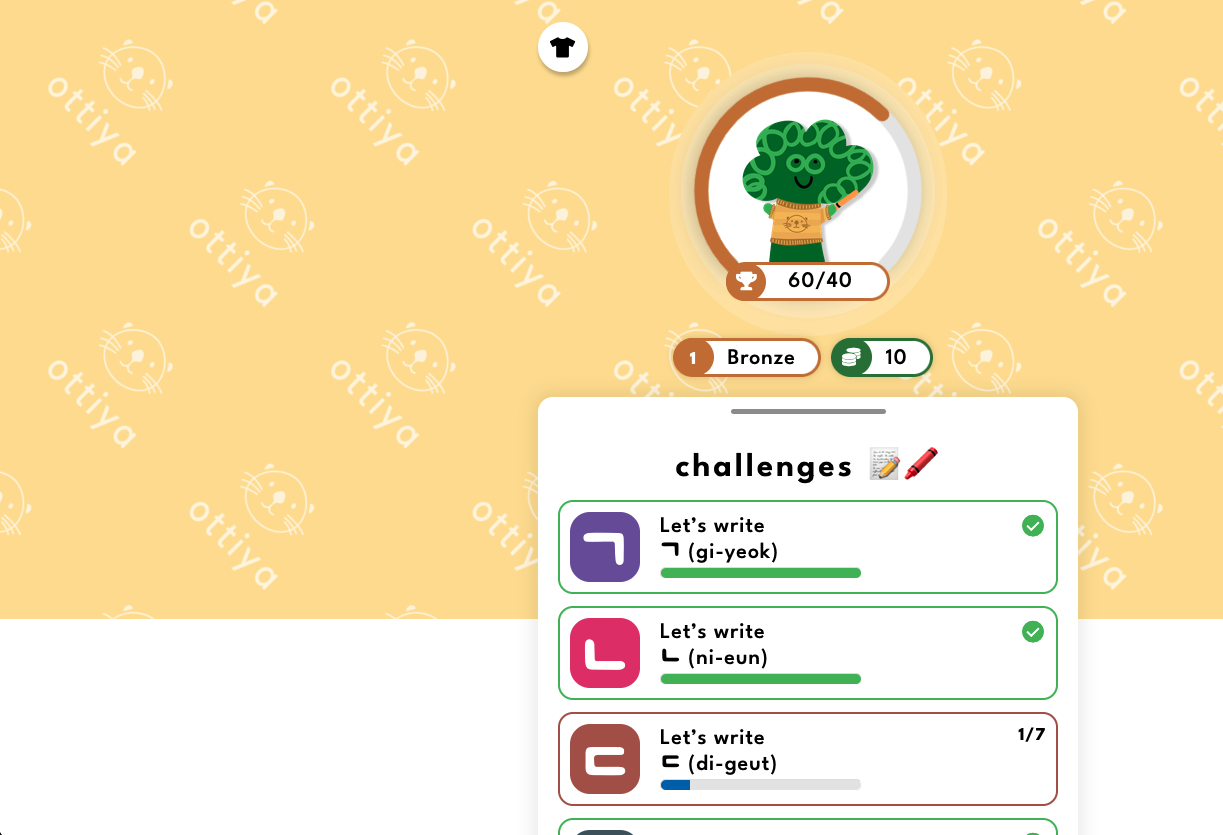 ottiya
60/40
1 Bronze
10
challenges
Let's write
ㄱ (gi-yeok)
Let's write
ㄴ (ni-eun)
Let's write
1/7
ㄷ (di-geut)